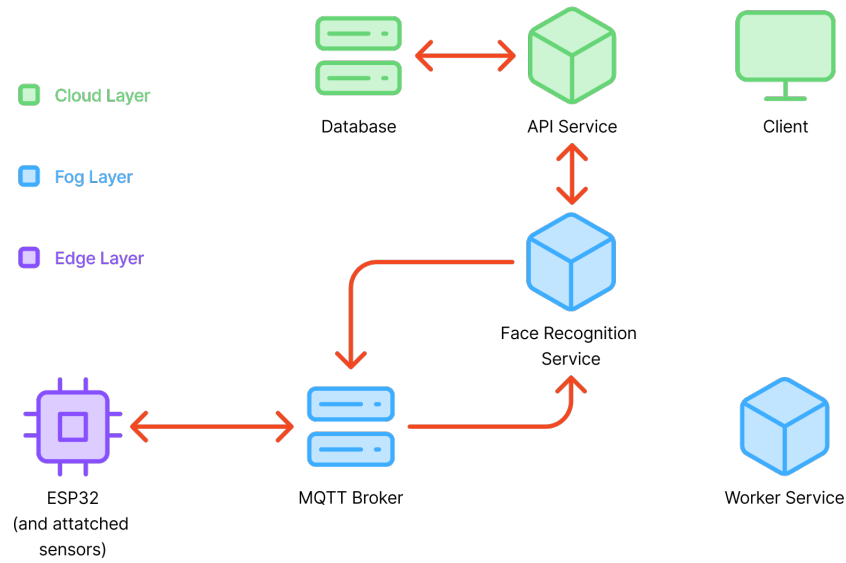 Database
API Service
Client
Cloud Layer
Fog Layer
Edge Layer
Face Recognition
Service
ESP32
(and attatched
sensors)
MQTT Broker
Worker Service